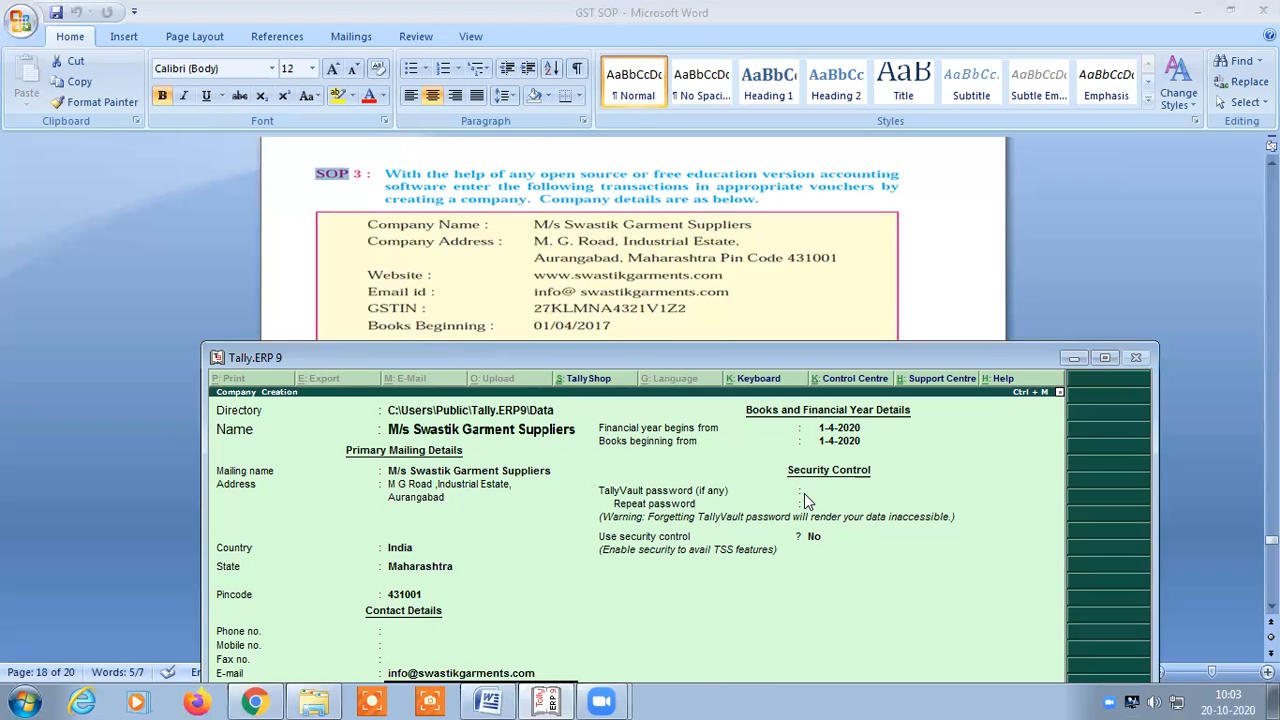 GST SOP - Microsoft Word
Home Insert Page Layout References Mailings Review View
Cut
Copy
Format Painter
Paste
Clipboard
Calibri (Body) 12
Font
Paragraph
AaBbCcDc AaBbCcDc AaBbCc AaBbCc AaB AaBbCc. AaBbCcDc AaBbCcDc
¶ Normal ¶ No Spaci... Heading 1 Heading 2 Title Subtitle Subtle Em... Emphasis
Change Styles
Styles
Find
Replace
Select
Editing
SOP 3 : With the help of any open source or free education version accounting
software enter the following transactions in appropriate vouchers by
creating a company. Company details are as below.
Company Name : M/s Swastik Garment Suppliers
Company Address : M. G. Road, Industrial Estate,
Aurangabad, Maharashtra Pin Code 431001
Website : www.swastikgarments.com
Email id : info@ swastikgarments.com
GSTIN : 27KLMNA4321V1Z2
Books Beginning : 01/04/2017
Tally.ERP 9
P: Print E: Export M: E-Mail O: Upload S: TallyShop G: Language K: Keyboard K: Control Centre H: Support Centre H: Help
Company Creation Ctrl + M
Directory : C:\Users\Public\Tally.ERP9\Data
Name : M/s Swastik Garment Suppliers
Primary Mailing Details
Mailing name : M/s Swastik Garment Suppliers
Address : M G Road ,Industrial Estate,
Aurangabad
Country : India
State : Maharashtra
Pincode : 431001
Contact Details
Phone no. :
Mobile no. :
Fax no. :
E-mail : info@swastikgarments.com
Books and Financial Year Details
Financial year begins from : 1-4-2020
Books beginning from : 1-4-2020
Security Control
TallyVault password (if any) :
Repeat password :
(Warning: Forgetting TallyVault password will render your data inaccessible.)
Use security control ? No
(Enable security to avail TSS features)
Page: 18 of 20 Words: 5/7
10:03
20-10-2020